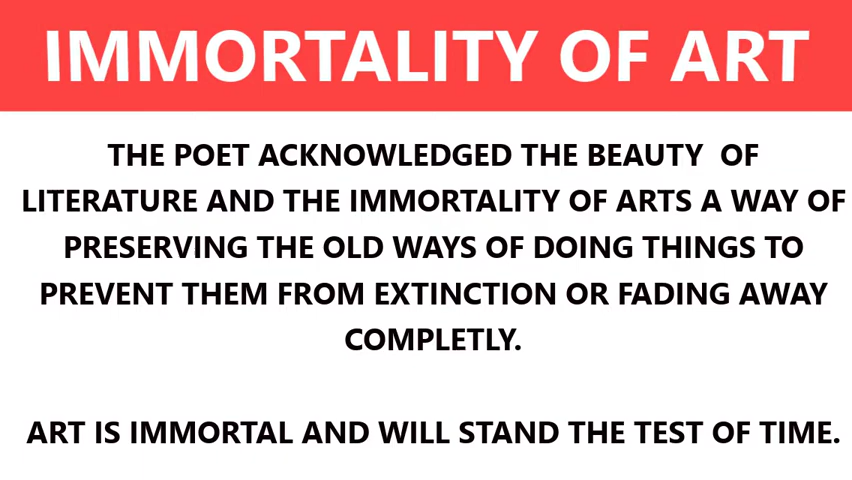 IMMORTALITY OF ART
THE POET ACKNOWLEDGED THE BEAUTY OF
LITERATURE AND THE IMMORTALITY OF ARTS A WAY OF
PRESERVING THE OLD WAYS OF DOING THINGS TO
PREVENT THEM FROM EXTINCTION OR FADING AWAY
COMPLETLY.
ART IS IMMORTAL AND WILL STAND THE TEST OF TIME.